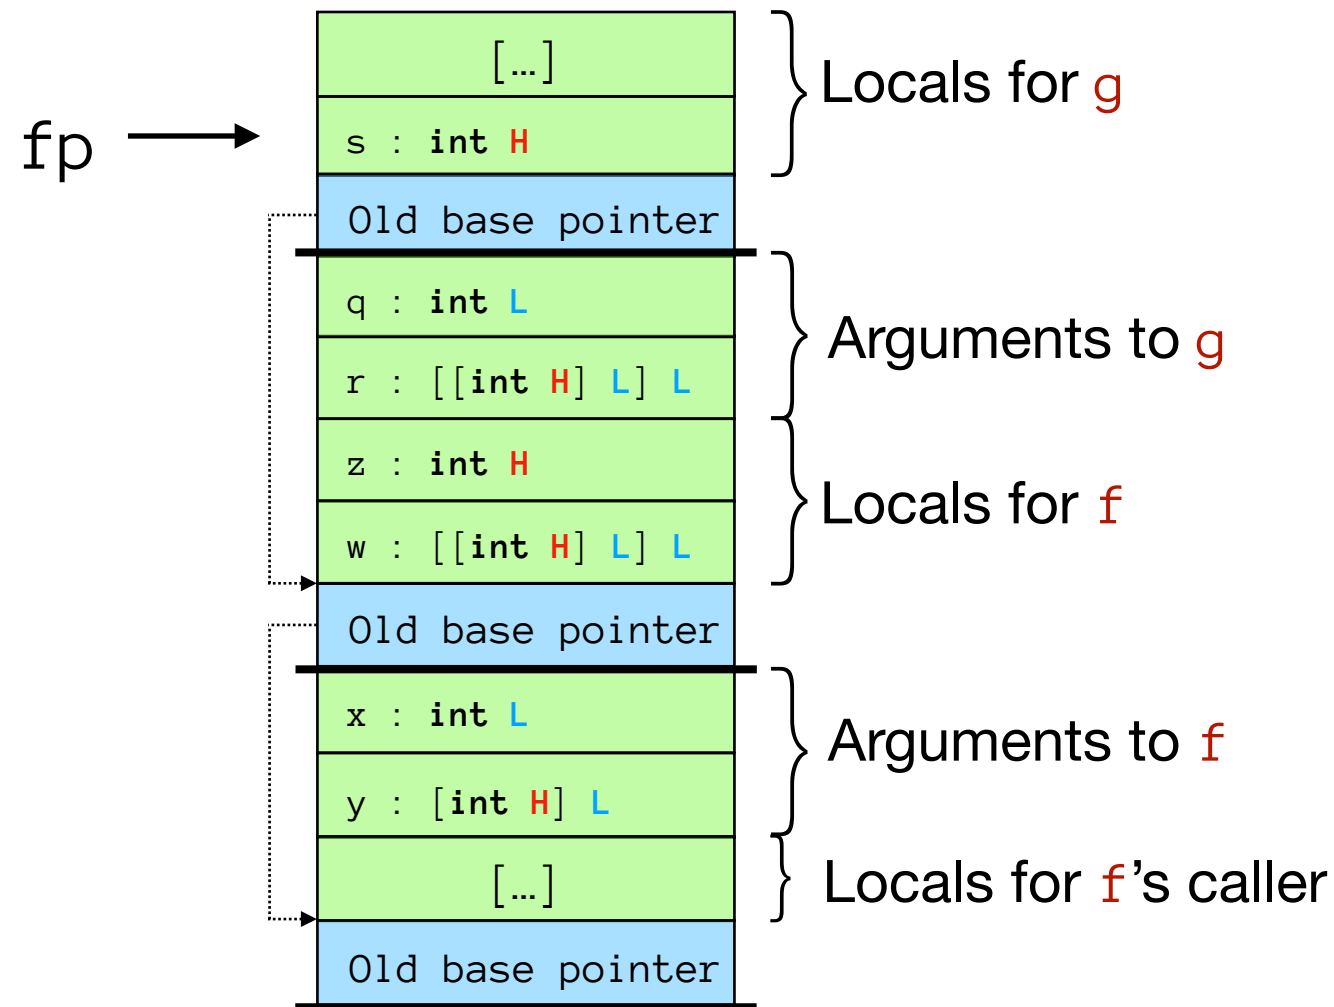 […]
Locals for g
fp
s : int H
Old base pointer
q : int L
Arguments to g
r : [[int H] L] L
z : int H
Locals for f
w : [[int H] L] L
Old base pointer
x : int L
Arguments to f
y : [int H] L
[…]
Locals for f’s caller
Old base pointer